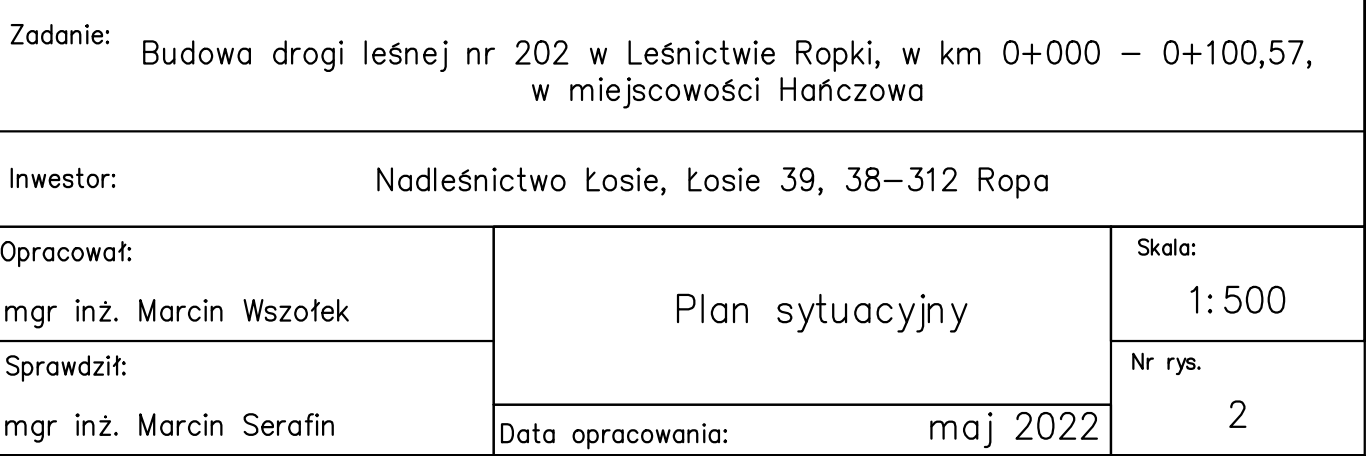 Zadanie:
Budowa drogi leśnej nr 202 w Leśnictwie Ropki, w km 0+000 – 0+100,57,
w miejscowości Hańczowa
Inwestor:
Nadleśnictwo Łosie, Łosie 39, 38–312 Ropa
Opracował:
mgr inż. Marcin Wszołek
Sprawdził:
mgr inż. Marcin Serafin
Plan sytuacyjny
Data opracowania: maj 2022
Skala:
1:500
Nr rys.
2